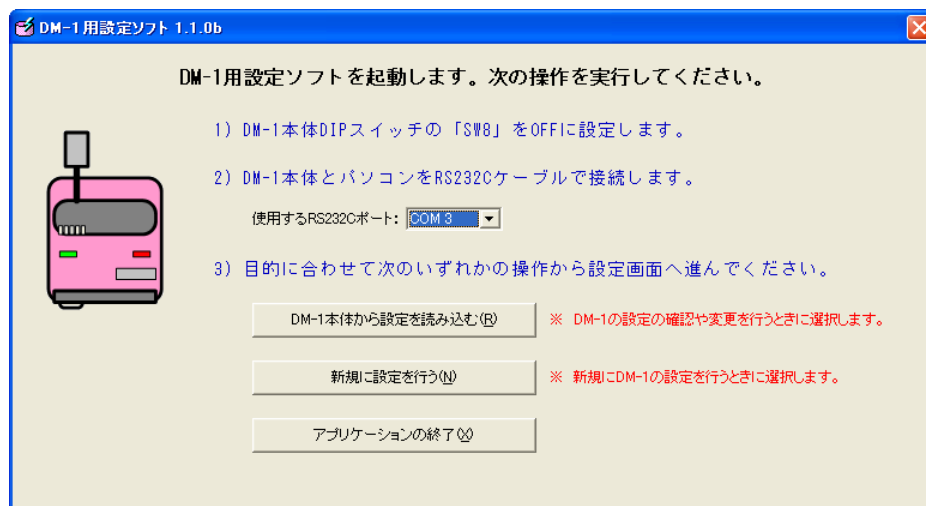 DM-1用設定ソフト 1.1.0b
DM-1用設定ソフトを起動します。次の操作を実行してください。
1) DM-1本体DIPスイッチの「SW8」をOFFに設定します。
2) DM-1本体とパソコンをRS232Cケーブルで接続します。
使用するRS232Cポート: COM 3
3) 目的に合わせて次のいずれかの操作から設定画面へ進んでください。
DM-1本体から設定を読み込む(R) ※ DM-1の設定の確認や変更を行うときに選択します。
新規に設定を行う(N) ※ 新規にDM-1の設定を行うときに選択します。
アプリケーションの終了(X)